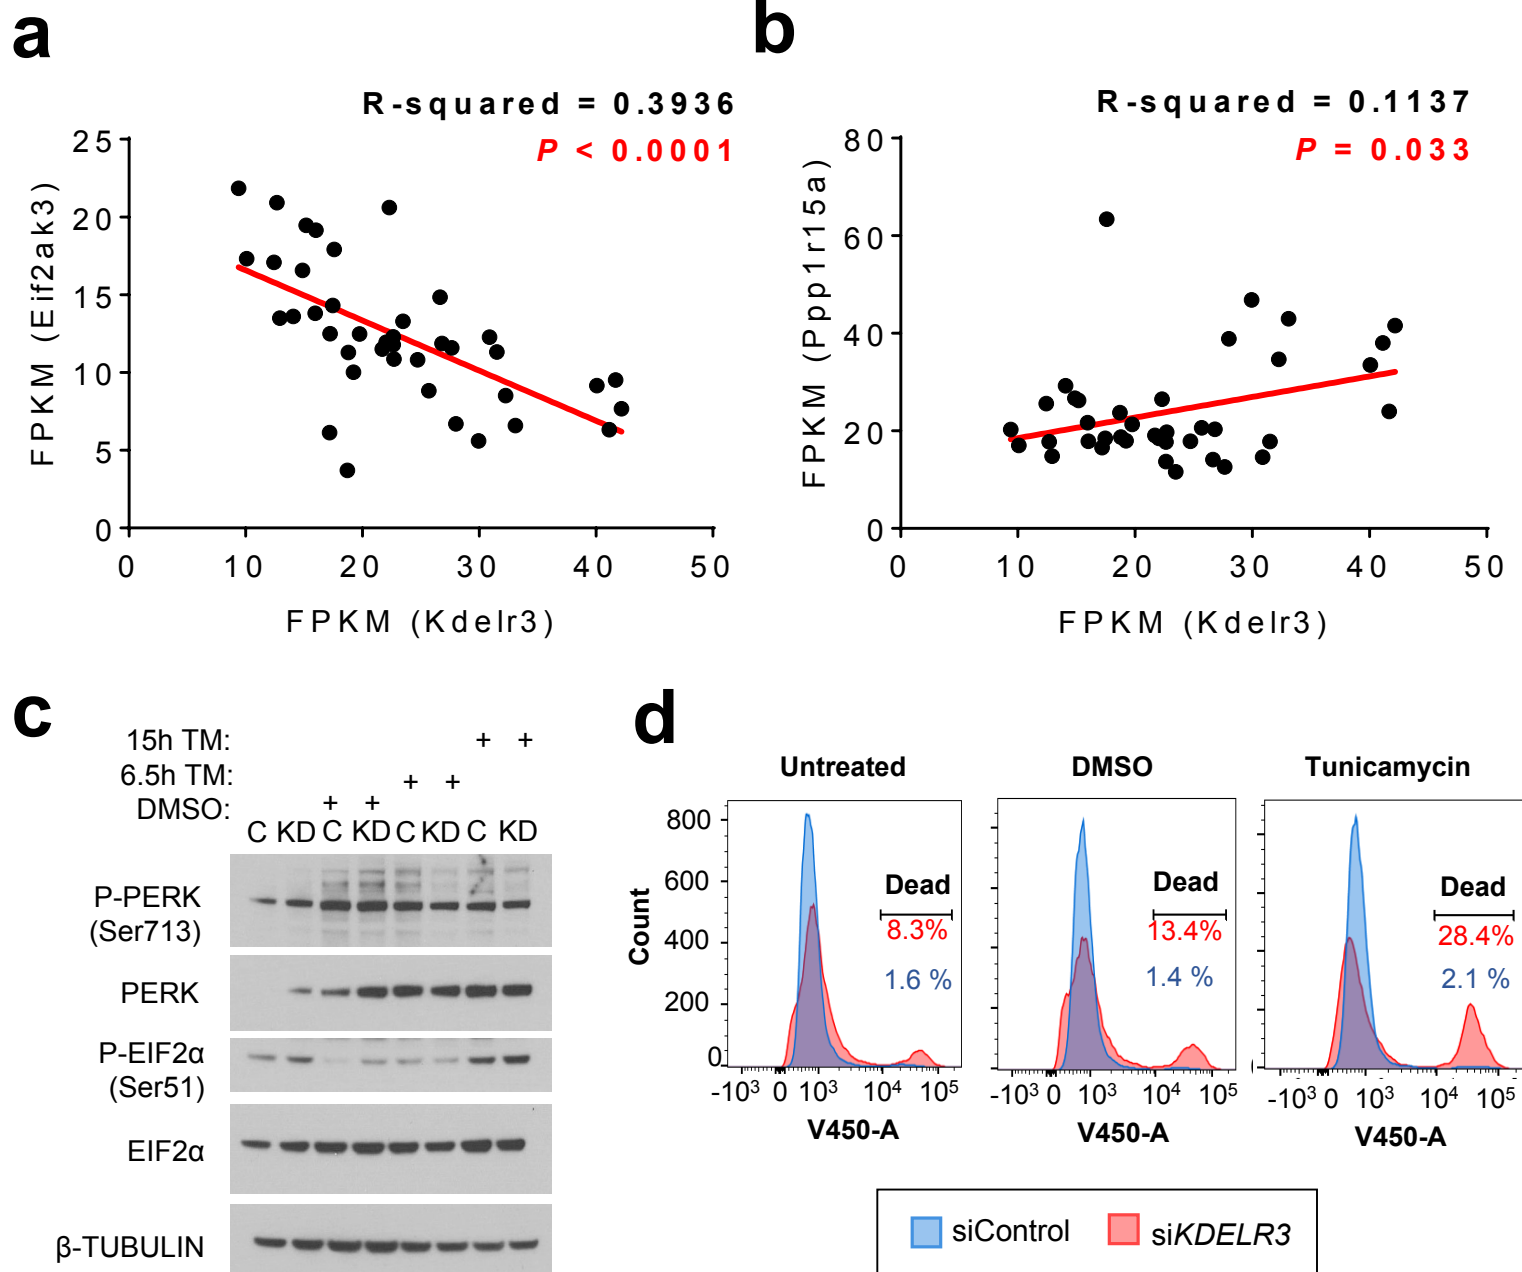 a
R-squared = 0.3936
P < 0.0001
FPKM (Eif2ak3)
25
20
15
10
5
0
0 10 20 30 40 50
FPKM (Kdelr3)
b
R-squared = 0.1137
P = 0.033
FPKM (Ppp1r15a)
80
60
40
20
0
0 10 20 30 40 50
FPKM (Kdelr3)
c
15h TM: + +
6.5h TM: + +
DMSO: + +
C KD C KD C KD C KD
P-PERK
(Ser713)
PERK
P-EIF2α
(Ser51)
EIF2α
β-TUBULIN
d
Untreated
Count
800
600
400
200
0
Dead
8.3%
1.6 %
-10³ 0 10³ 10⁴ 10⁵
V450-A
DMSO
Dead
13.4%
1.4 %
-10³ 0 10³ 10⁴ 10⁵
V450-A
Tunicamycin
Dead
28.4%
2.1 %
-10³ 0 10³ 10⁴ 10⁵
V450-A
siControl siKDELR3